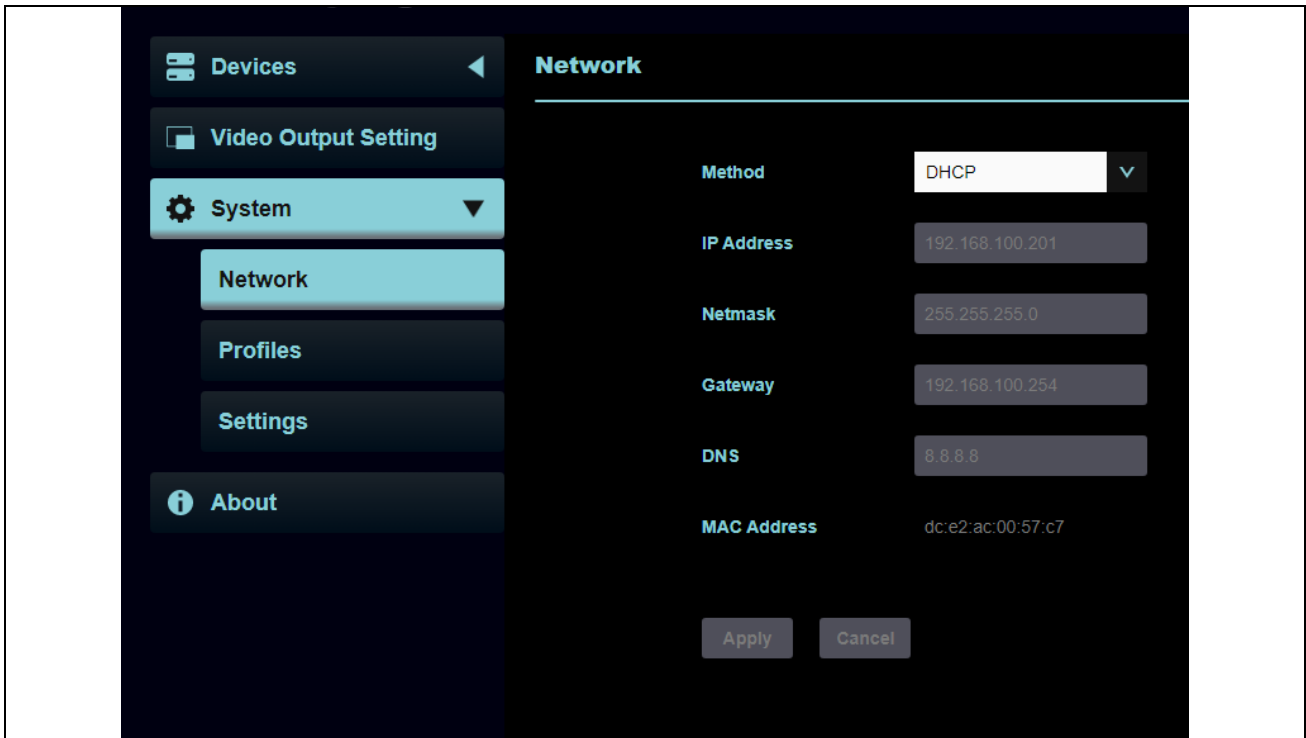 Devices
Video Output Setting
System
Network
Profiles
Settings
About
Network
Method DHCP
IP Address 192.168.100.201
Netmask 255.255.255.0
Gateway 192.168.100.254
DNS 8.8.8.8
MAC Address dc:e2:ac:00:57:c7
Apply Cancel